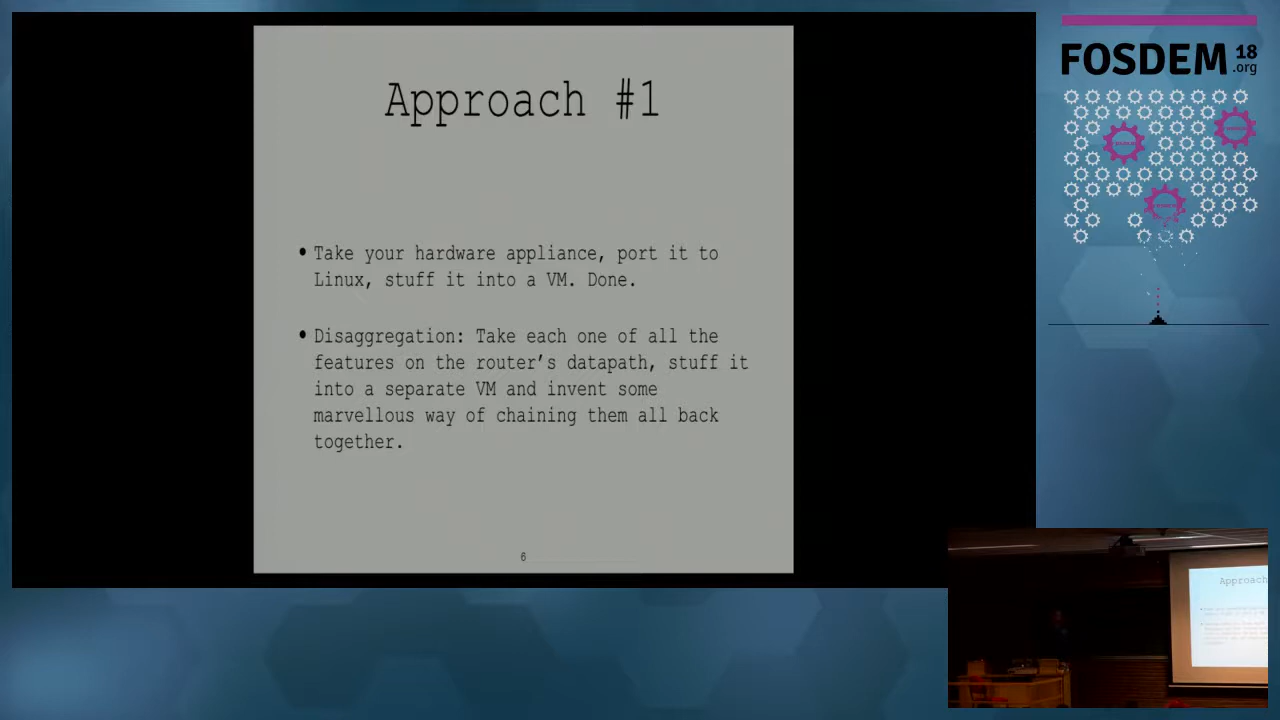 Approach #1
• Take your hardware appliance, port it to
Linux, stuff it into a VM. Done.
• Disaggregation: Take each one of all the
features on the router's datapath, stuff it
into a separate VM and invent some
marvellous way of chaining them all back
together.
6
FOSDEM 18
.org
Approach